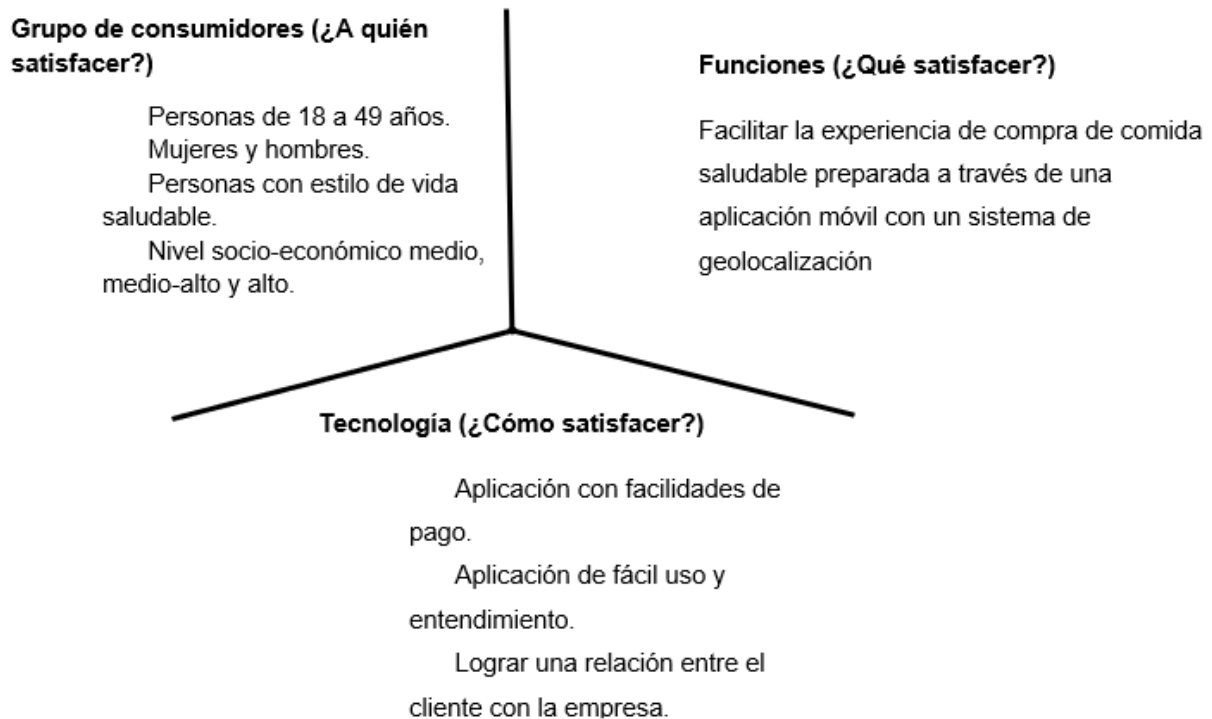 Grupo de consumidores (¿A quién
satisfacer?)
Personas de 18 a 49 años.
Mujeres y hombres.
Personas con estilo de vida
saludable.
Nivel socio-económico medio,
medio-alto y alto.
Funciones (¿Qué satisfacer?)
Facilitar la experiencia de compra de comida
saludable preparada a través de una
aplicación móvil con un sistema de
geolocalización
Tecnología (¿Cómo satisfacer?)
Aplicación con facilidades de
pago.
Aplicación de fácil uso y
entendimiento.
Lograr una relación entre el
cliente con la empresa.